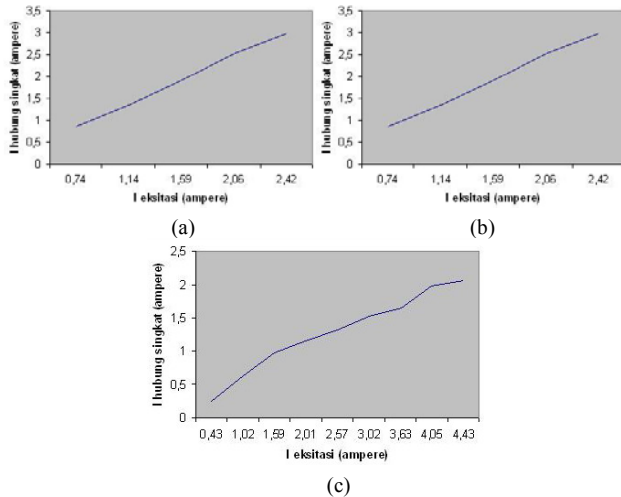 3,5
3
2,5
2
1,5
1
0,5
0
I hubung singkat (ampere)
0,74 1,14 1,59 2,06 2,42
I eksitasi (ampere)
(a)
3,5
3
2,5
2
1,5
1
0,5
0
I hubung singkat (ampere)
0,74 1,14 1,59 2,06 2,42
I eksitasi (ampere)
(b)
2,5
2
1,5
1
0,5
0
I hubung singkat (ampere)
0,43 1,02 1,59 2,01 2,57 3,02 3,63 4,05 4,43
I eksitasi (ampere)
(c)